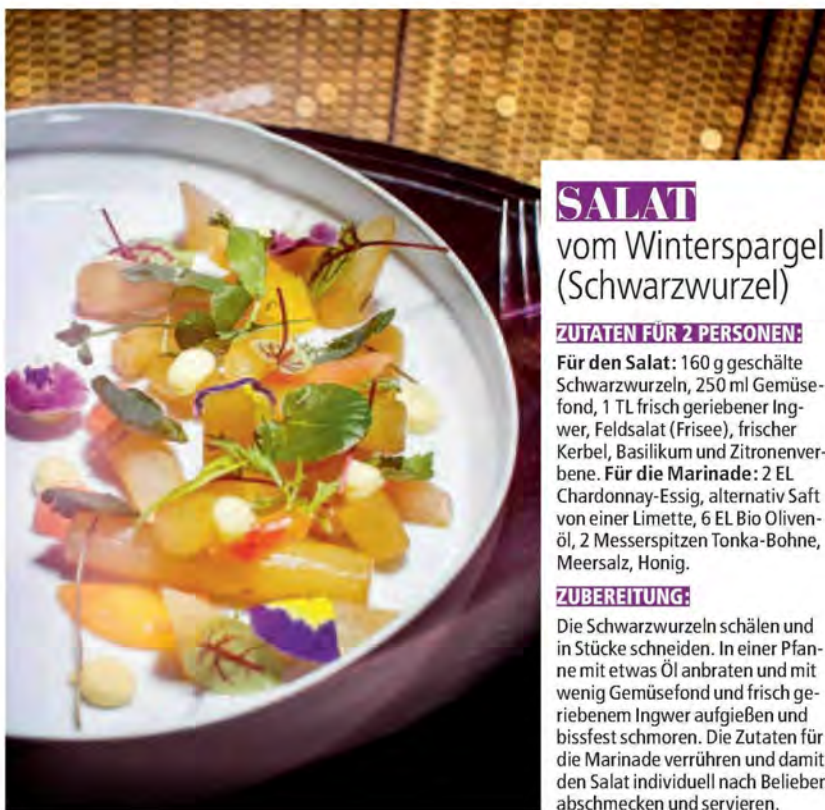 SALAT
vom Winterspargel
(Schwarzwurzel)
ZUTATEN FÜR 2 PERSONEN:
Für den Salat: 160 g geschälte
Schwarzwurzeln, 250 ml Gemüse-
fond, 1 TL frisch geriebener Ing-
wer, Feldsalat (Frisee), frischer
Kerbel, Basilikum und Zitronenver-
bene. Für die Marinade: 2 EL
Chardonnay-Essig, alternativ Saft
von einer Limette, 6 EL Bio Oliven-
öl, 2 Messerspitzen Tonka-Bohne,
Meersalz, Honig.
ZUBEREITUNG:
Die Schwarzwurzeln schälen und
in Stücke schneiden. In einer Pfan-
ne mit etwas Öl anbraten und mit
wenig Gemüsefond und frisch ge-
riebenem Ingwer aufgießen und
bissfest schmoren. Die Zutaten für
die Marinade verrühren und damit
den Salat individuell nach Belieben
abschmecken und servieren.